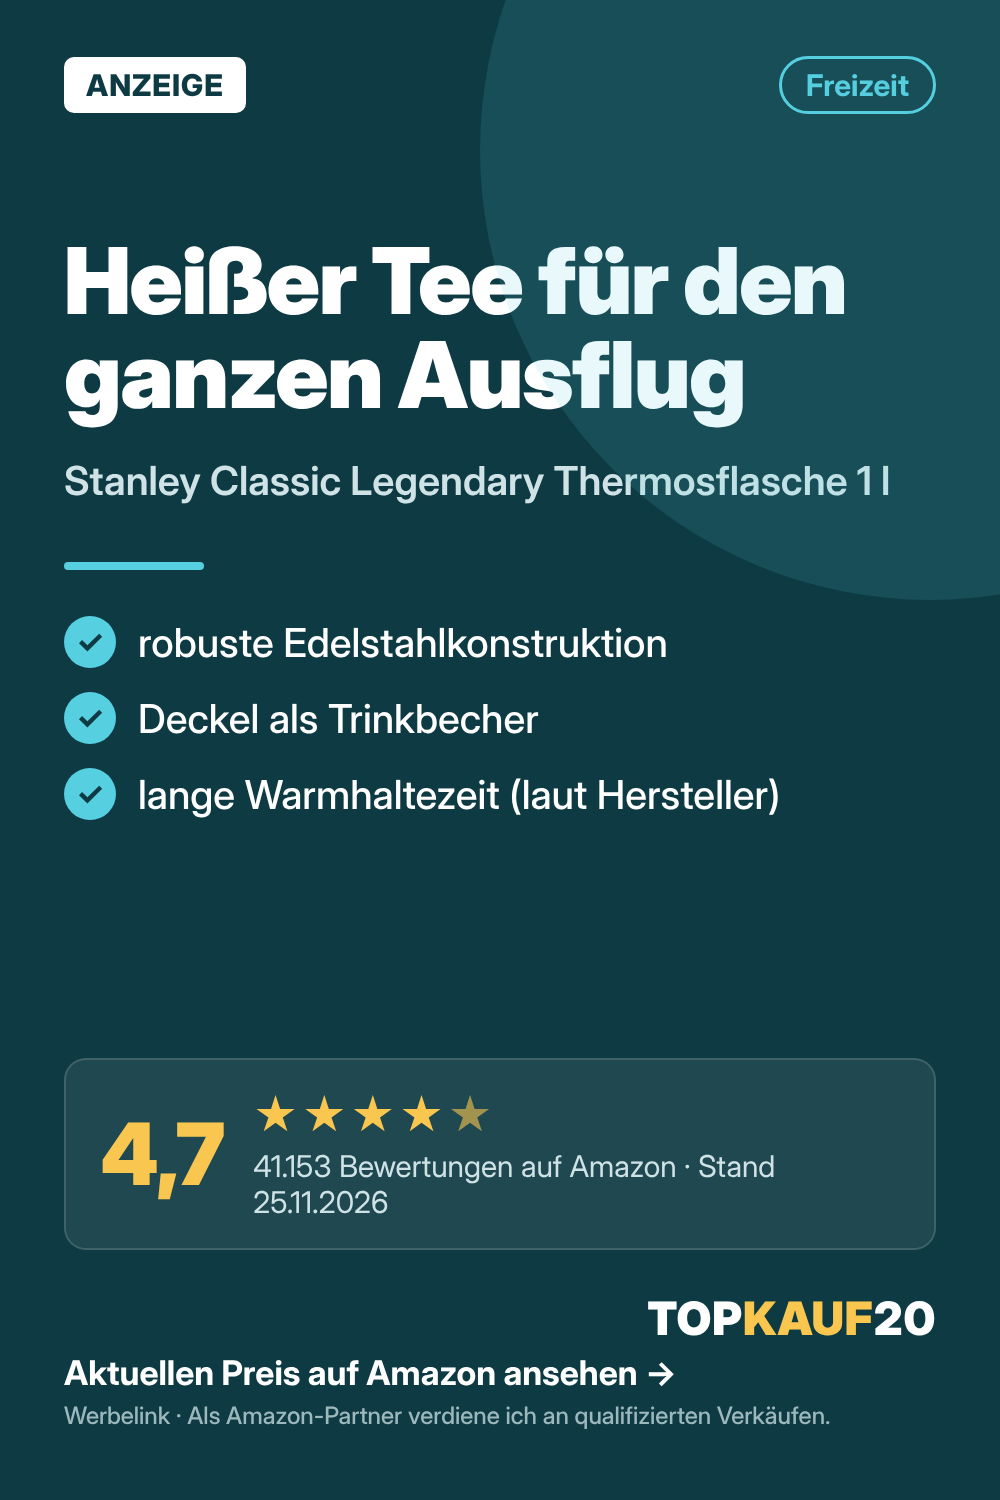 ANZEIGE
Freizeit
Heißer Tee für den
ganzen Ausflug
Stanley Classic Legendary Thermosflasche 1 l
robuste Edelstahlkonstruktion
Deckel als Trinkbecher
lange Warmhaltezeit (laut Hersteller)
4,7
41.153 Bewertungen auf Amazon · Stand
25.11.2026
TOPKAUF20
Aktuellen Preis auf Amazon ansehen →
Werbelink · Als Amazon-Partner verdiene ich an qualifizierten Verkäufen.